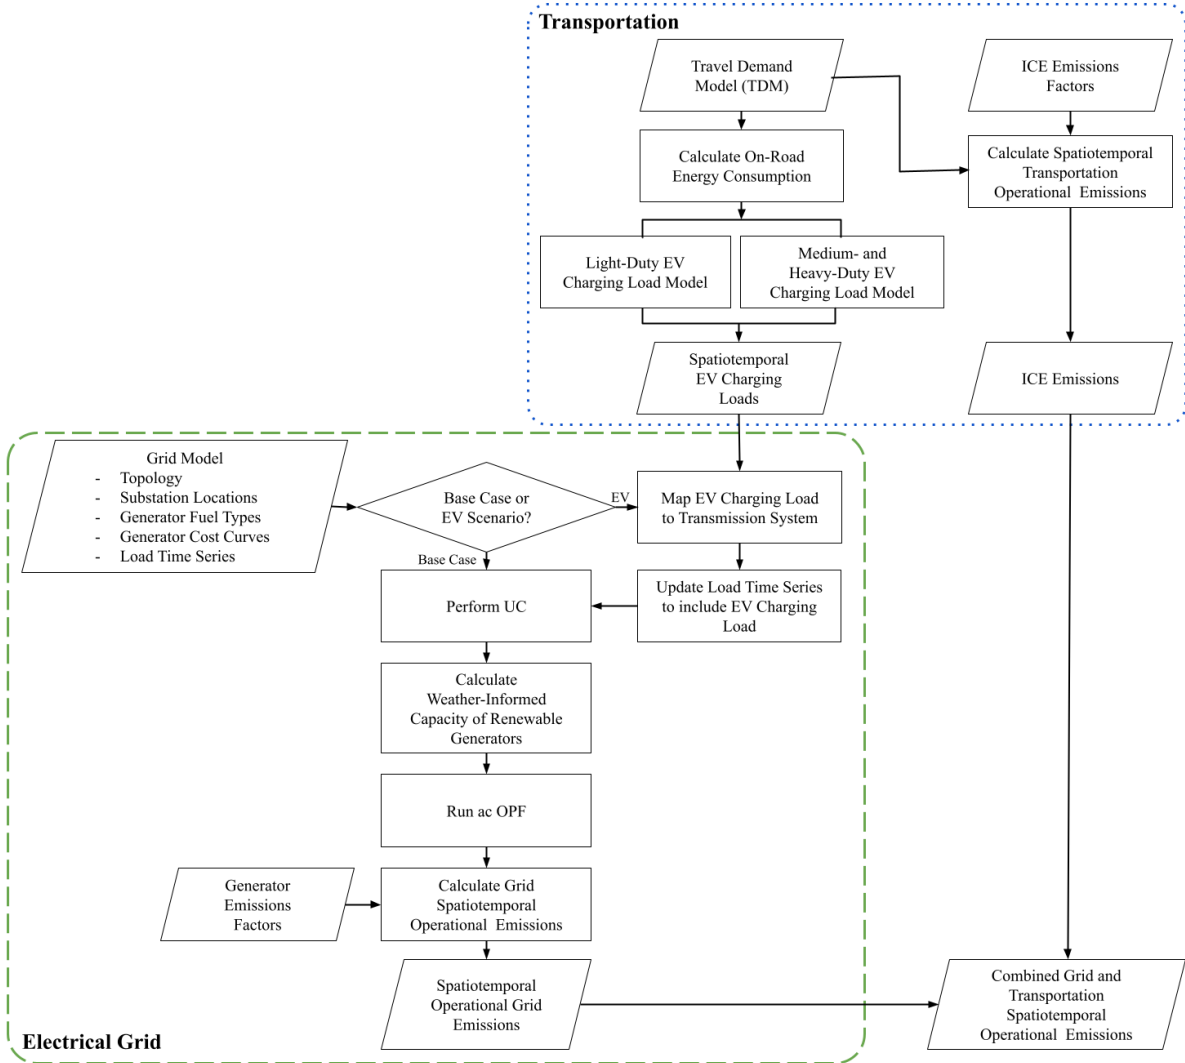 Transportation
Travel Demand
Model (TDM)
ICE Emissions
Factors
Calculate On-Road
Energy Consumption
Calculate Spatiotemporal
Transportation
Operational Emissions
Light-Duty EV
Charging Load Model
Medium- and
Heavy-Duty EV
Charging Load Model
Spatiotemporal
EV Charging
Loads
ICE Emissions
Grid Model
- Topology
- Substation Locations
- Generator Fuel Types
- Generator Cost Curves
- Load Time Series
Base Case or
EV Scenario?
EV
Map EV Charging Load
to Transmission System
Base Case
Perform UC
Update Load Time Series
to include EV Charging
Load
Calculate
Weather-Informed
Capacity of Renewable
Generators
Run ac OPF
Generator
Emissions
Factors
Calculate Grid
Spatiotemporal
Operational Emissions
Spatiotemporal
Operational Grid
Emissions
Combined Grid and
Transportation
Spatiotemporal
Operational Emissions
Electrical Grid